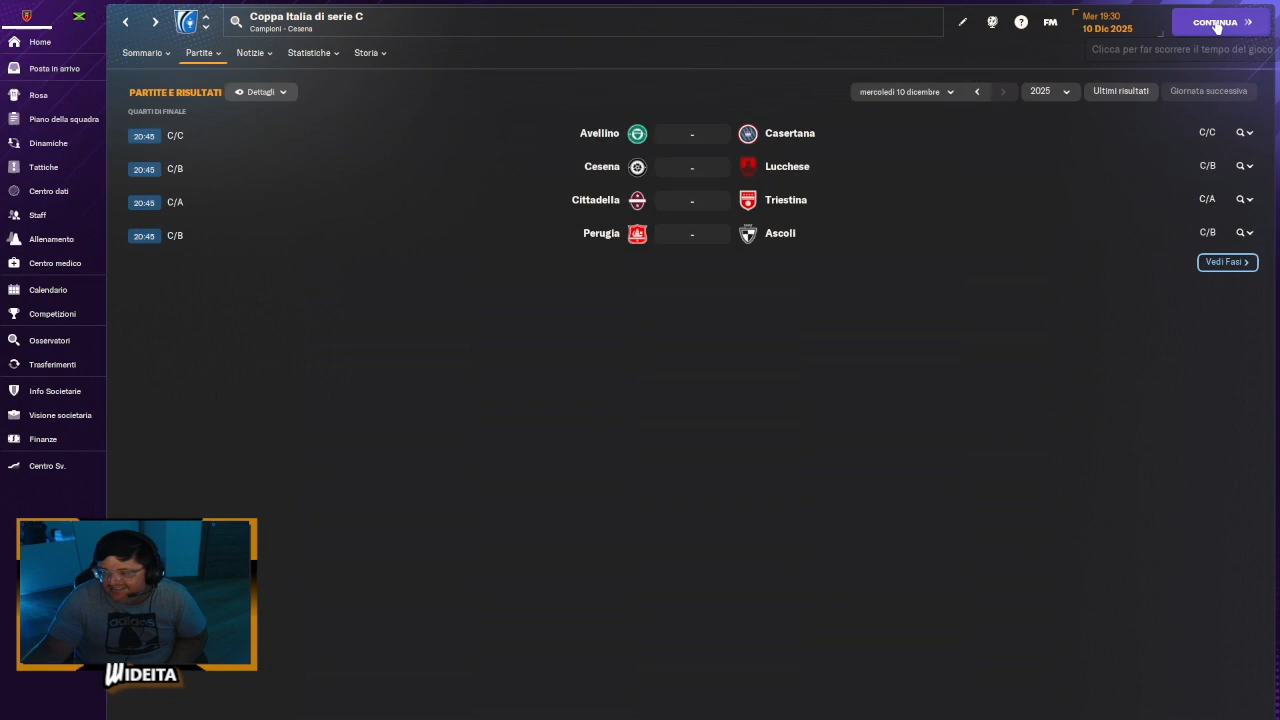 Coppa Italia di serie C
Campioni - Cesena
FM
Mer 19:30
10 Dic 2025
CONTINUA
Clicca per far scorrere il tempo del gioco
Sommario
Partite
Notizie
Statistiche
Storia
Home
Posta in arrivo
Rosa
Piano della squadra
Dinamiche
Tattiche
Centro dati
Staff
Allenamento
Centro medico
Calendario
Competizioni
Osservatori
Trasferimenti
Info Societarie
Visione societaria
Finanze
Centro Sv.
PARTITE E RISULTATI
Dettagli
mercoledì 10 dicembre
2025
Ultimi risultati
Giornata successiva
QUARTI DI FINALE
20:45 C/C Avellino - Casertana C/C
20:45 C/B Cesena - Lucchese C/B
20:45 C/A Cittadella - Triestina C/A
20:45 C/B Perugia - Ascoli C/B
Vedi Fasi
adidas
WIDEITA